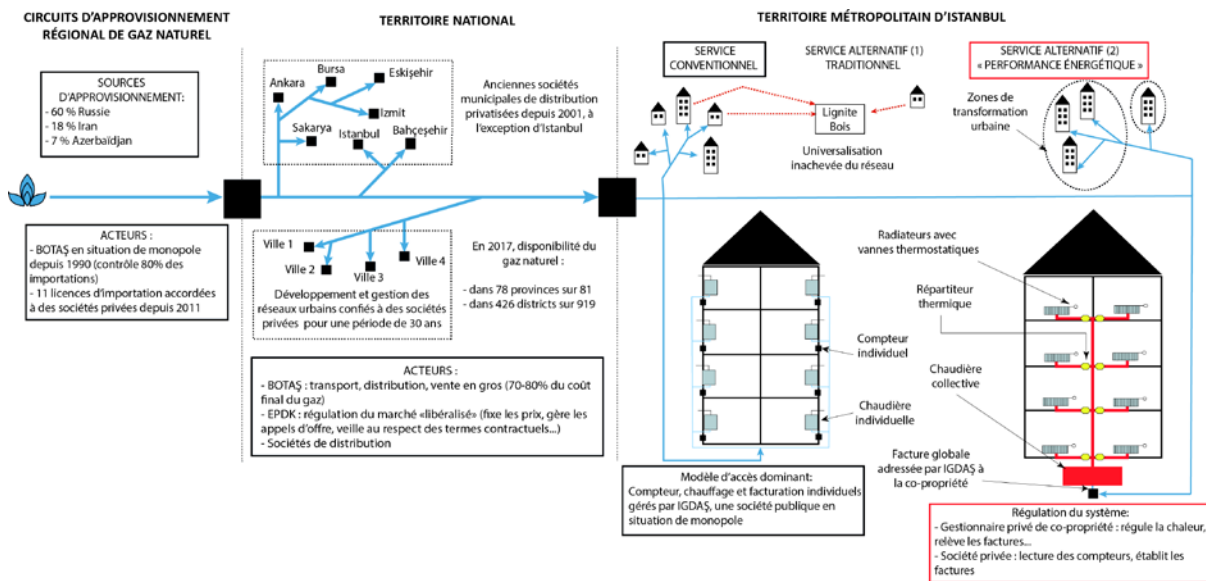 CIRCUITS D'APPROVISIONNEMENT
RÉGIONAL DE GAZ NATUREL
SOURCES
D'APPROVISIONNEMENT:
- 60 % Russie
- 18 % Iran
- 7 % Azerbaïdjan
ACTEURS :
- BOTAŞ en situation de monopole
depuis 1990 (contrôle 80% des
importations)
- 11 licences d'importation accordées
à des sociétés privées depuis 2011
TERRITOIRE NATIONAL
Bursa
Eskişehir
Ankara
Izmit
Sakarya
Istanbul
Bahçeşehir
Anciennes sociétés
municipales de distribution
privatisées depuis 2001, à
l'exception d'Istanbul
Ville 1
Ville 2
Ville 3
Ville 4
Développement et gestion des
réseaux urbains confiés à des sociétés
privées pour une période de 30 ans
En 2017, disponibilité du
gaz naturel :
- dans 78 provinces sur 81
- dans 426 districts sur 919
ACTEURS :
- BOTAŞ : transport, distribution, vente en gros (70-80% du coût
final du gaz)
- EPDK : régulation du marché «libéralisé» (fixe les prix, gère les
appels d'offre, veille au respect des termes contractuels...)
- Sociétés de distribution
TERRITOIRE MÉTROPOLITAIN D'ISTANBUL
SERVICE
CONVENTIONNEL
SERVICE ALTERNATIF (1)
TRADITIONNEL
SERVICE ALTERNATIF (2)
« PERFORMANCE ÉNERGÉTIQUE »
Lignite
Bois
Universalisation
inachevée du réseau
Zones de
transformation
urbaine
Compteur
individuel
Chaudière
individuelle
Modèle d'accès dominant:
Compteur, chauffage et facturation individuels
gérés par IGDAŞ, une société publique en
situation de monopole
Radiateurs avec
vannes thermostatiques
Répartiteur
thermique
Chaudière
collective
Facture globale
adressée par IGDAŞ à
la co-propriété
Régulation du système:
- Gestionnaire privé de co-propriété : régule la chaleur,
relève les factures...
- Société privée : lecture des compteurs, établit les
factures